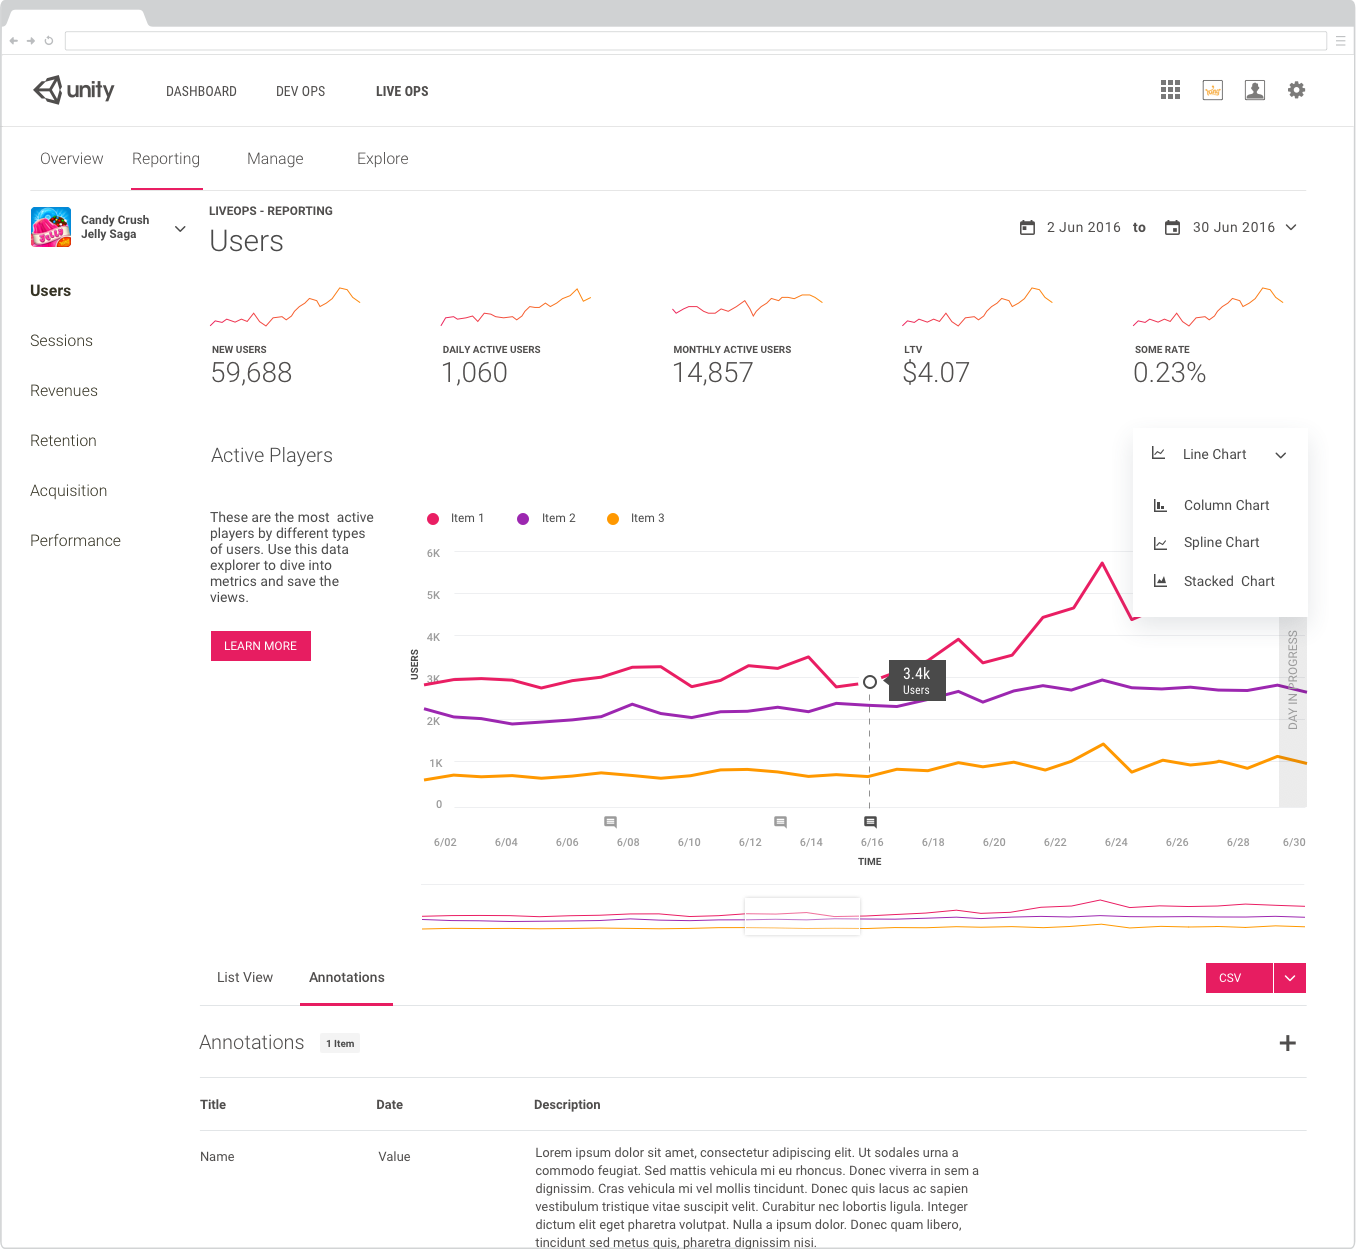 unity
DASHBOARD
DEV OPS
LIVE OPS
Overview
Reporting
Manage
Explore
Candy Crush
Jelly Saga
LIVEOPS - REPORTING
Users
2 Jun 2016 to 30 Jun 2016
Users
Sessions
Revenues
Retention
Acquisition
Performance
NEW USERS
59,688
DAILY ACTIVE USERS
1,060
MONTHLY ACTIVE USERS
14,857
LTV
$4.07
SOME RATE
0.23%
Active Players
Line Chart
Column Chart
Spline Chart
Stacked Chart
These are the most active
players by different types
of users. Use this data
explorer to dive into
metrics and save the
views.
LEARN MORE
Item 1
Item 2
Item 3
6K
5K
4K
3K
2K
1K
0
USERS
3.4k
Users
DAY IN PROGRESS
6/02
6/04
6/06
6/08
6/10
6/12
6/14
6/16
6/18
6/20
6/22
6/24
6/26
6/28
6/30
TIME
List View
Annotations
CSV
Annotations
1 Item
Title
Date
Description
Name
Value
Lorem ipsum dolor sit amet, consectetur adipiscing elit. Ut sodales urna a
commodo feugiat. Sed mattis vehicula mi eu rhoncus. Donec viverra in sem a
dignissim. Cras vehicula mi vel mollis tincidunt. Donec quis lacus ac sapien
vestibulum tristique vitae suscipit velit. Curabitur nec lobortis ligula. Integer
dictum elit eget pharetra volutpat. Nulla a ipsum dolor. Donec quam libero,
tincidunt sed metus quis, pharetra dignissim nisi.